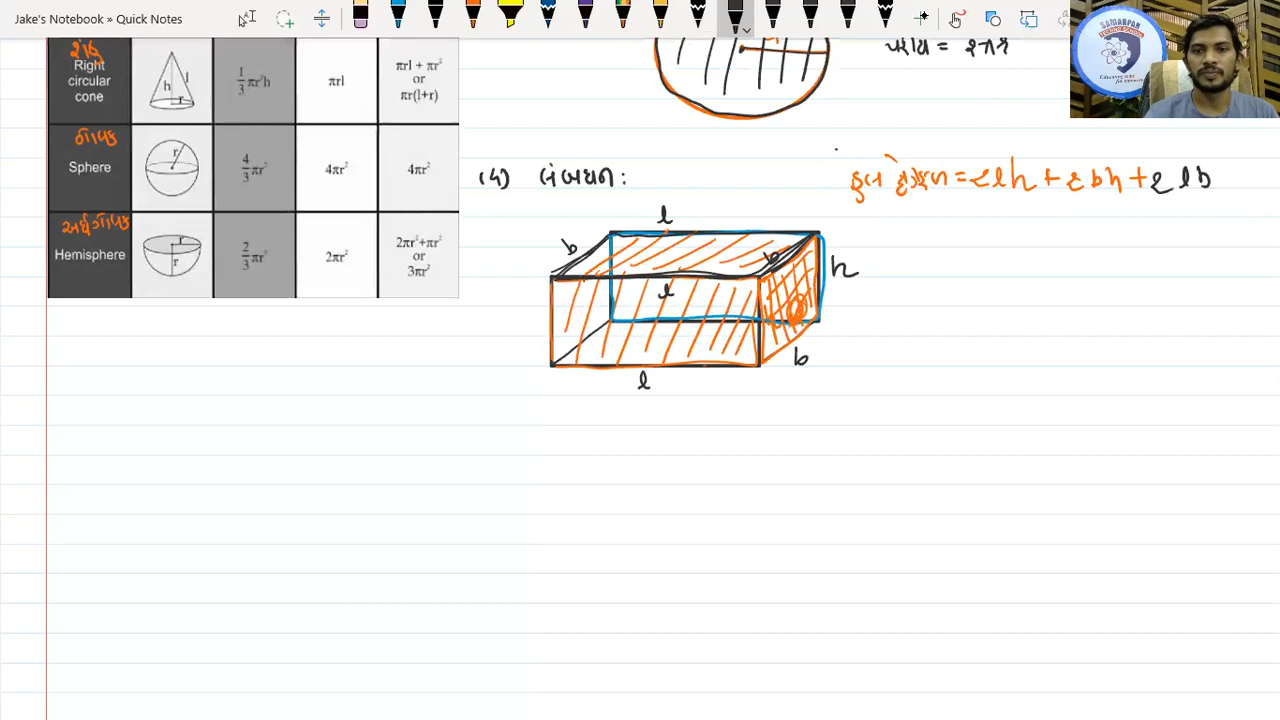 Jake's Notebook » Quick Notes
SAMARPAN
શંકુ
Right circular cone
h l r
1/3 πr²h
πrl
πrl + πr² or πr(l+r)
પરિઘ = 2πr
ગોલક
Sphere
r
4/3 πr³
4πr²
4πr²
અર્ધગોલક
Hemisphere
r r
2/3 πr³
2πr²
2πr²+πr² or 3πr²
લંબઘન :
કુલ પૃષ્ઠફળ = 2lh + 2bh + 2lb
l
b b
l h
b
l